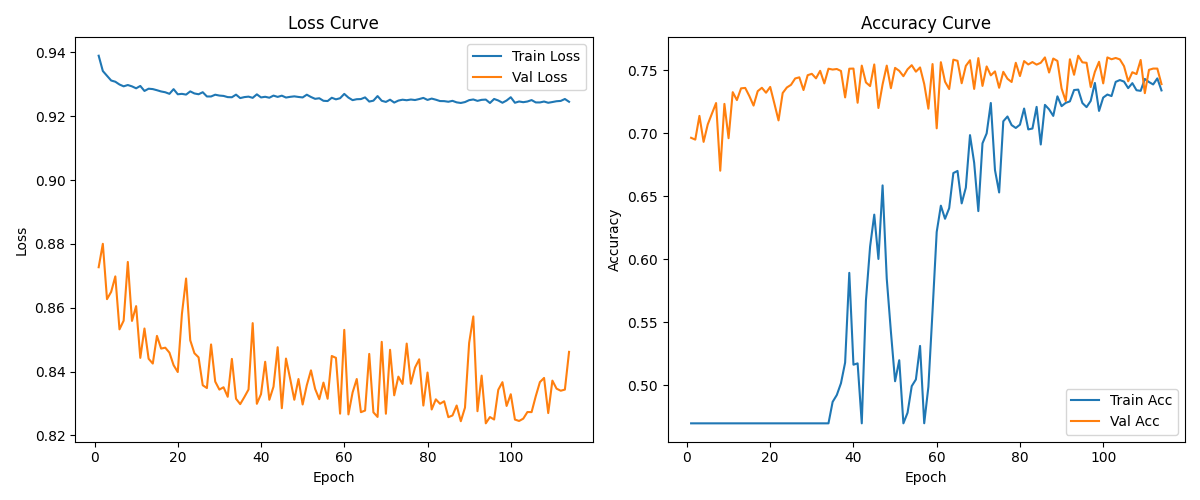 Loss Curve
Loss
0.94
0.92
0.90
0.88
0.86
0.84
0.82
Train Loss
Val Loss
0 20 40 60 80 100
Epoch
Accuracy Curve
Accuracy
0.75
0.70
0.65
0.60
0.55
0.50
Train Acc
Val Acc
0 20 40 60 80 100
Epoch